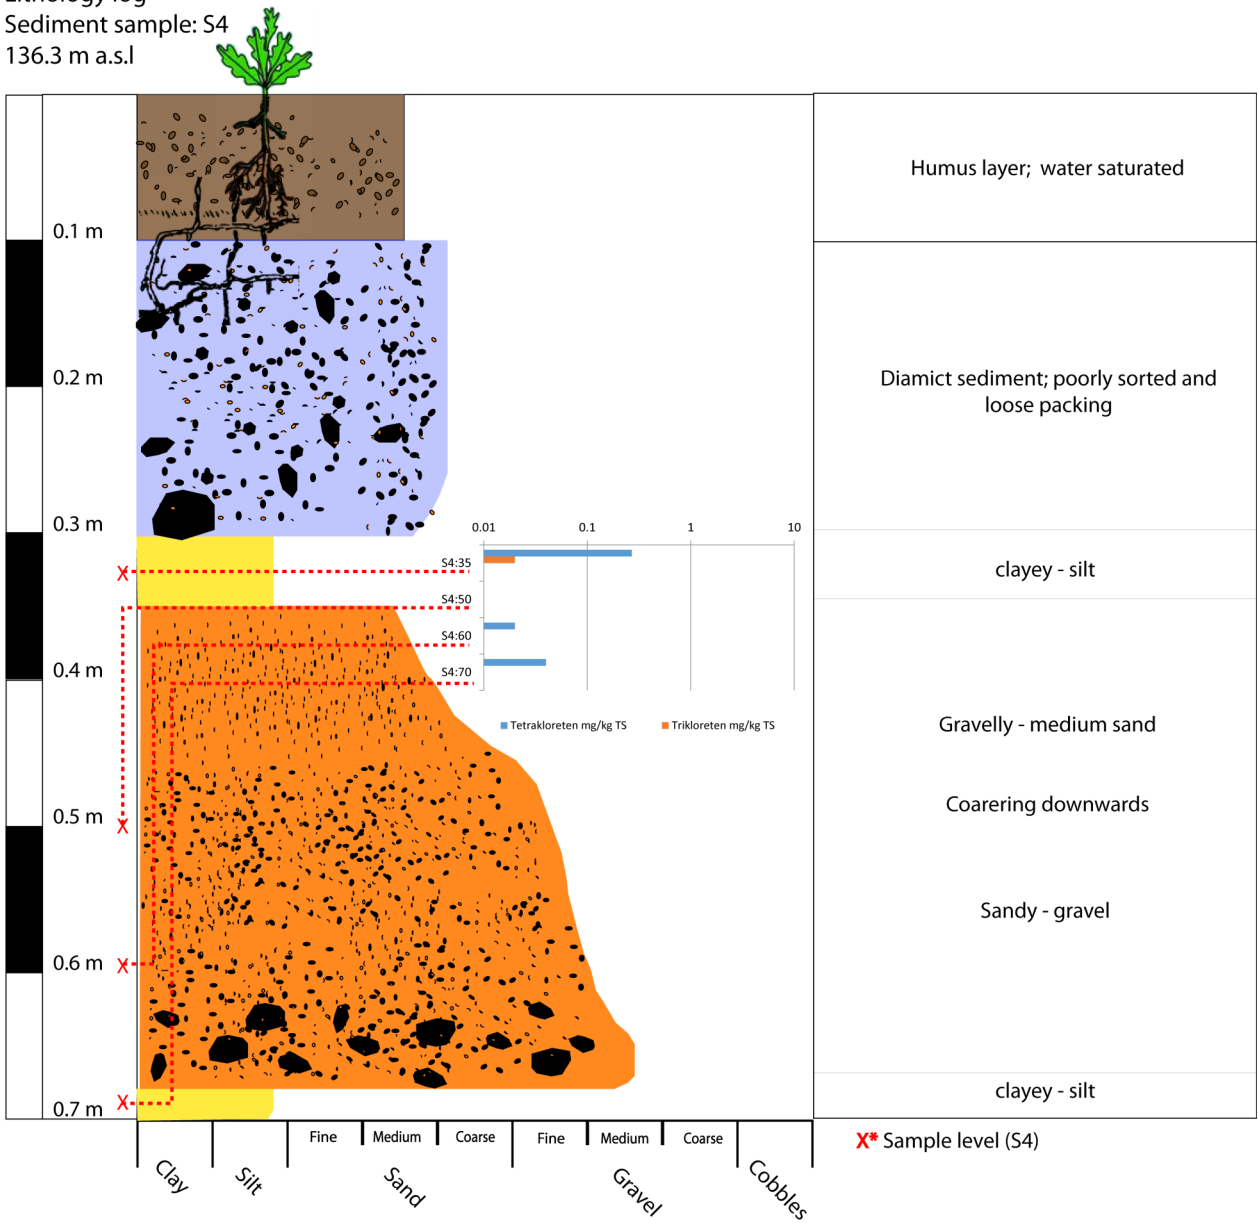 Lithology log
Sediment sample: S4
136.3 m a.s.l
Humus layer; water saturated
0.1 m
0.2 m
Diamict sediment; poorly sorted and
loose packing
0.3 m
0.01 0.1 1 10
S4:35
clayey - silt
S4:50
S4:60
0.4 m
S4:70
Tetrakloreten mg/kg TS Trikloreten mg/kg TS
Gravelly - medium sand
Coarering downwards
0.5 m
Sandy - gravel
0.6 m
clayey - silt
0.7 m
X
X
X
X
Fine Medium Coarse Fine Medium Coarse
X* Sample level (S4)
Clay Silt Sand Gravel Cobbles